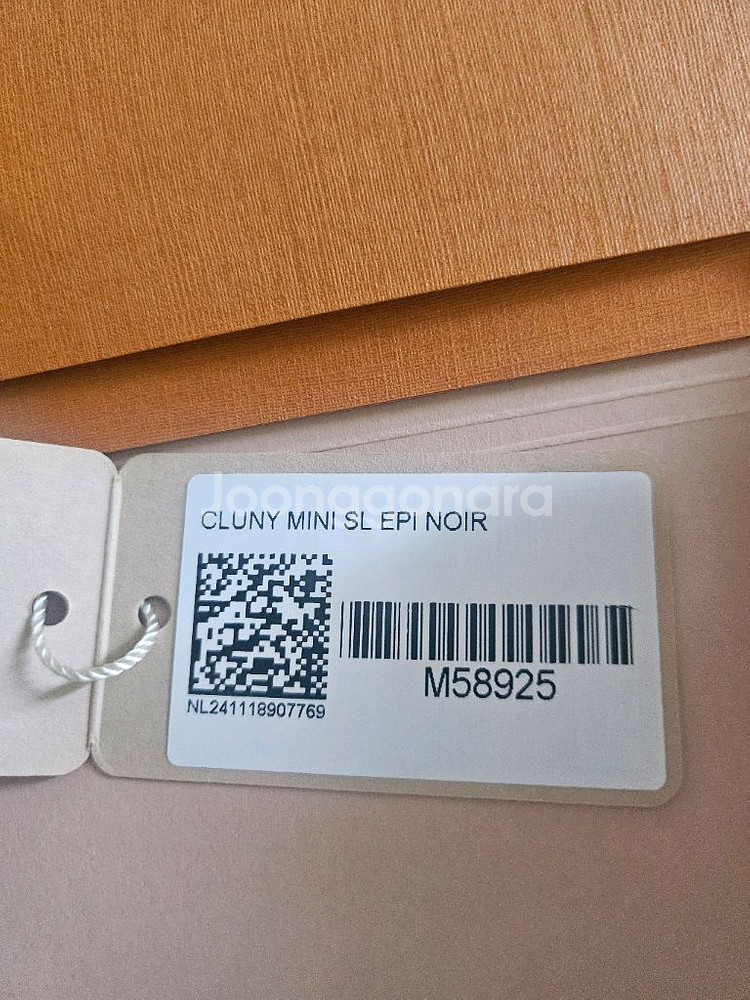 Joonggonara
CLUNY MINI SL EPI NOIR
NL241118907769
M58925